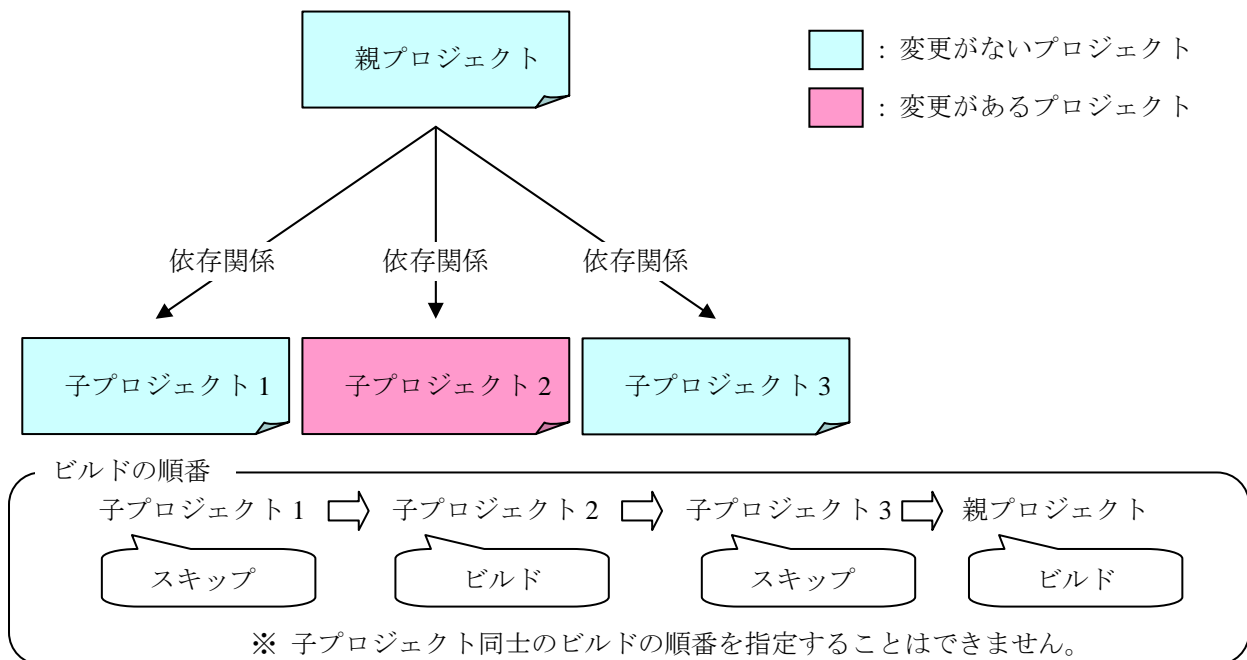 親プロジェクト
：変更がないプロジェクト
：変更があるプロジェクト
依存関係 依存関係 依存関係
子プロジェクト 1 子プロジェクト 2 子プロジェクト 3
ビルドの順番
子プロジェクト 1 子プロジェクト 2 子プロジェクト 3 親プロジェクト
スキップ ビルド スキップ ビルド
※ 子プロジェクト同士のビルドの順番を指定することはできません。